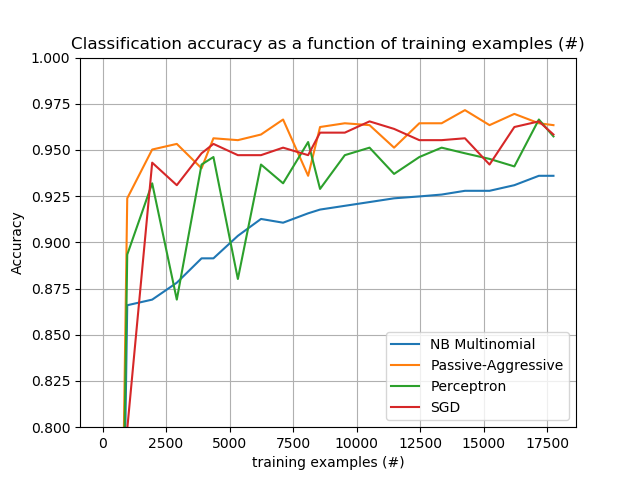 Classification accuracy as a function of training examples (#)
1.000
0.975
0.950
0.925
0.900
0.875
0.850
0.825
0.800
Accuracy
NB Multinomial
Passive-Aggressive
Perceptron
SGD
0 2500 5000 7500 10000 12500 15000 17500
training examples (#)